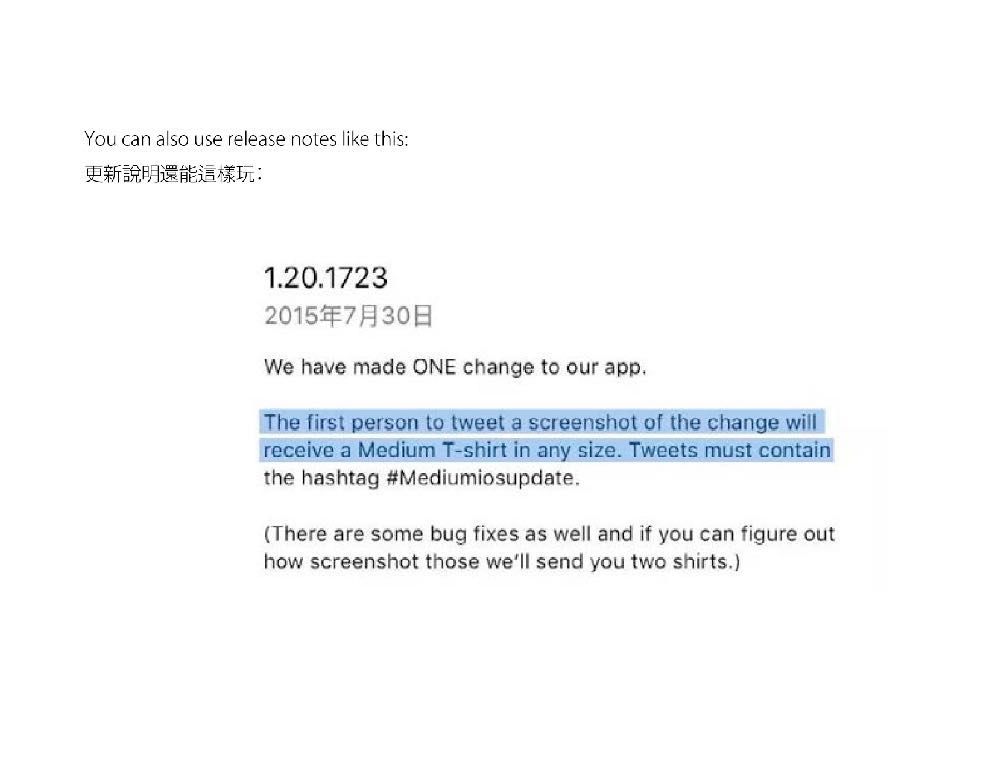 You can also use release notes like this:
更新說明還能這樣玩：
1.20.1723
2015年7月30日
We have made ONE change to our app.
The first person to tweet a screenshot of the change will
receive a Medium T-shirt in any size. Tweets must contain
the hashtag #Mediumiosupdate.
(There are some bug fixes as well and if you can figure out
how screenshot those we’ll send you two shirts.)